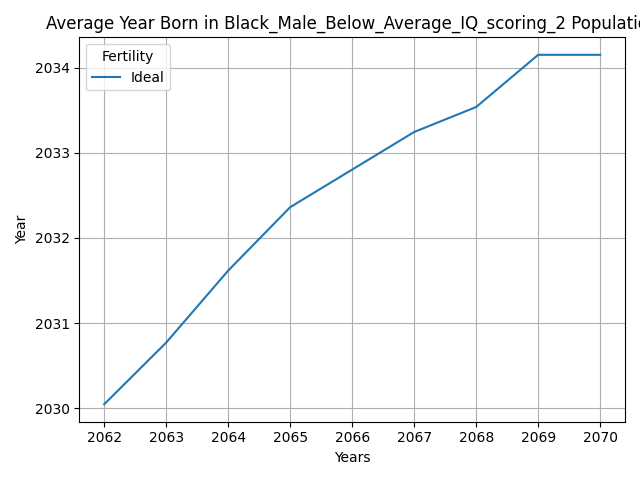 Average Year Born in Black_Male_Below_Average_IQ_scoring_2 Populatio
Fertility
Ideal
2034
2033
2032
2031
2030
Year
2062 2063 2064 2065 2066 2067 2068 2069 2070
Years